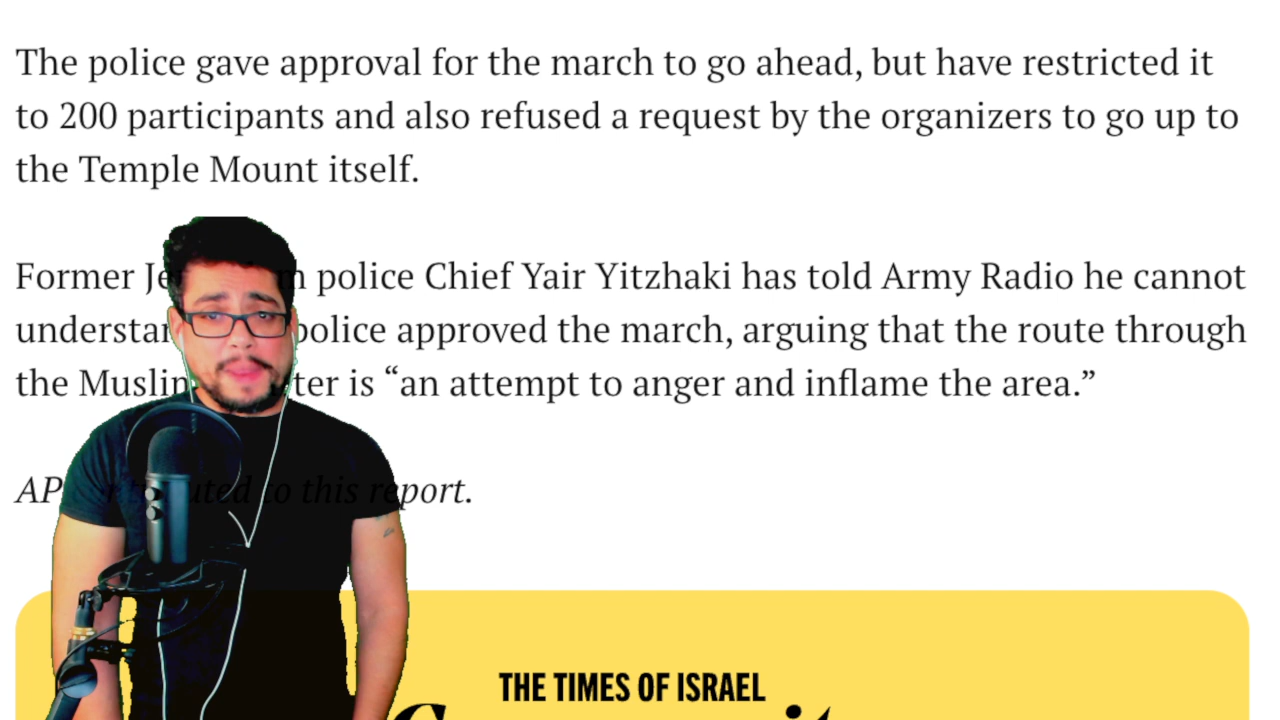 The police gave approval for the march to go ahead, but have restricted it
to 200 participants and also refused a request by the organizers to go up to
the Temple Mount itself.
Former police Chief Yair Yitzhaki has told Army Radio he cannot
police approved the march, arguing that the route through
the is “an attempt to anger and inflame the area.”
AP to this report.
THE TIMES OF ISRAEL